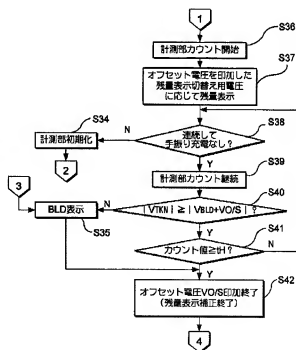 1
S36
計測部カウント開始
S37
オフセット電圧を印加した
残量表示切替え用電圧
に応じて残量表示
S38
連続して
手振り充電なし?
N
S34
計測部初期化
2
Y
S39
計測部カウント継続
S40
|VTKN|≧|VBLD+VO/S|?
N
3
BLD表示
S35
Y
S41
カウント値≧tH?
N
Y
S42
オフセット電圧VO/S印加終了
(残量表示補正終了)
4